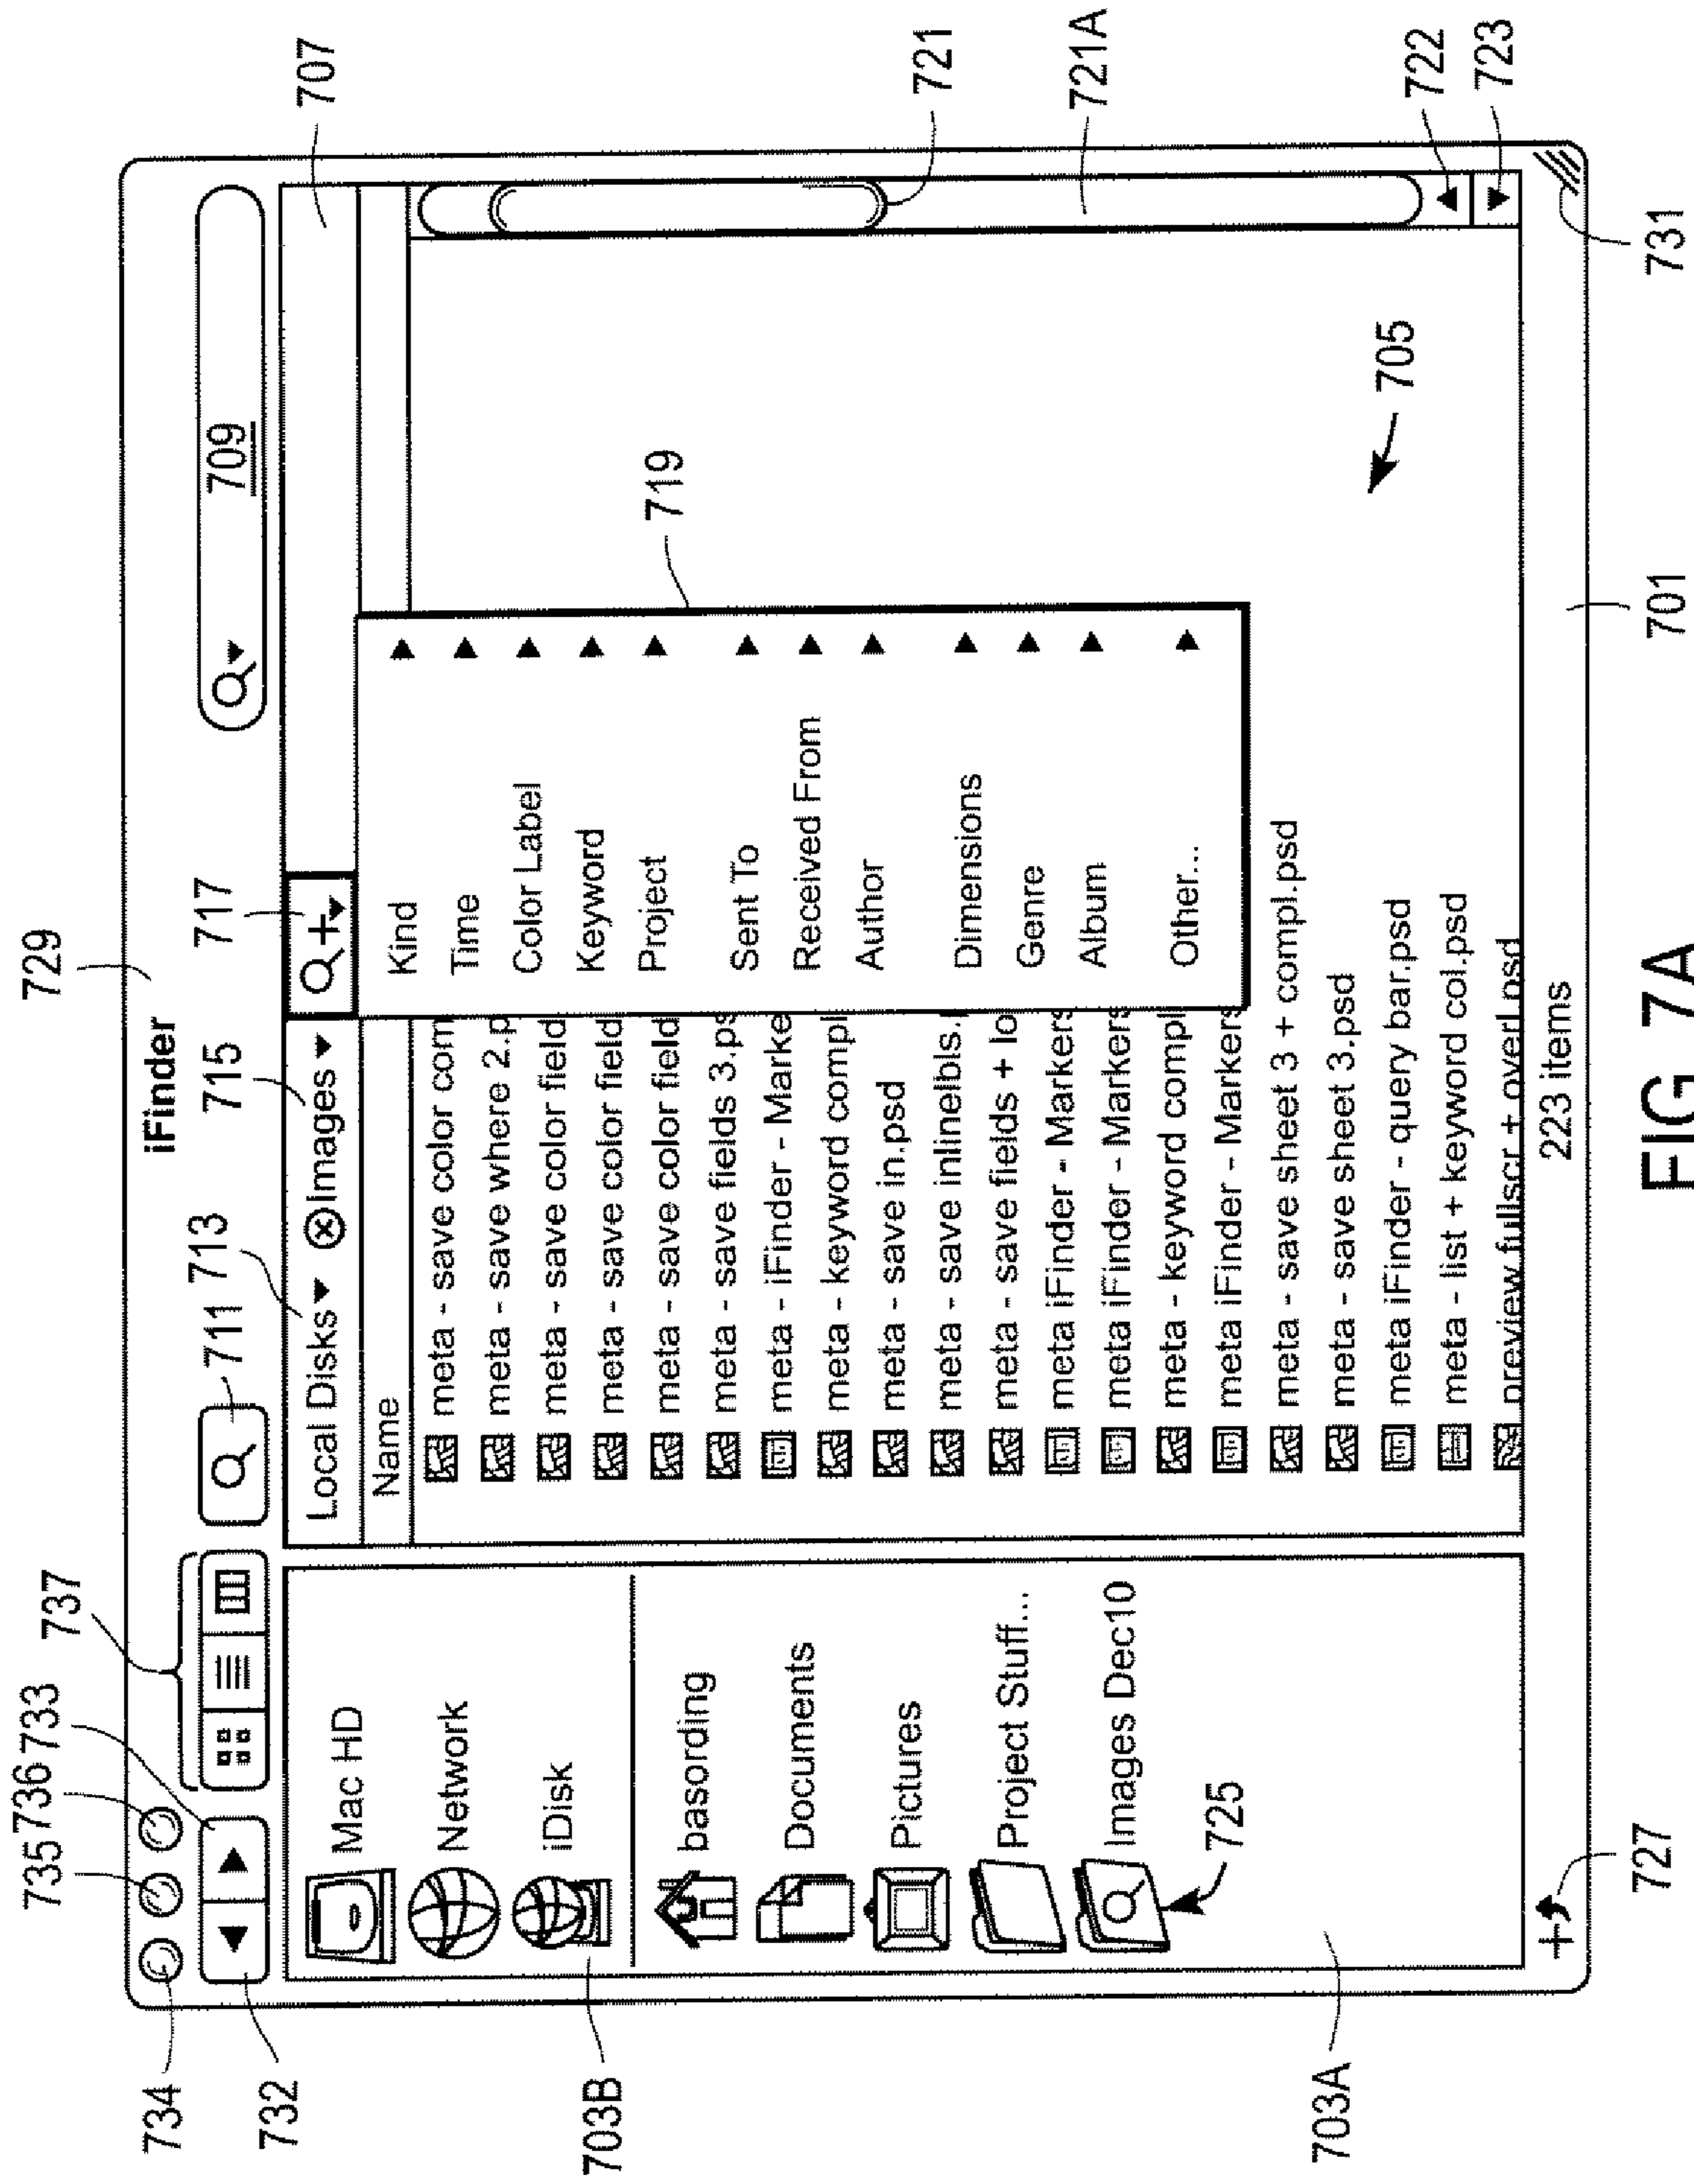 729
iFinder
734
735
736
733
737
711
713
715
717
709
707
732
Local Disks Images +
Name
Mac HD
Network
iDisk
703B
basording
Documents
Pictures
Project Stuff...
Images Dec10
725
703A
meta - save color com
meta - save where 2.p
meta - save color field
meta - save color field
meta - save color field
meta - save fields 3.ps
meta - iFinder - Marke
meta - keyword compl
meta - save in.psd
meta - save inlinelbls.
meta - save fields + lo
meta iFinder - Markers
meta iFinder - Markers
meta - keyword compl
meta iFinder - Markers
meta - save sheet 3 + compl.psd
meta - save sheet 3.psd
meta iFinder - query bar.psd
meta - list + keyword col.psd
preview fullscr + overl.psd
Kind
Time
Color Label
Keyword
Project
Sent To
Received From
Author
Dimensions
Genre
Album
Other...
719
705
721
721A
722
723
223 items
727
701
731
FIG 7A